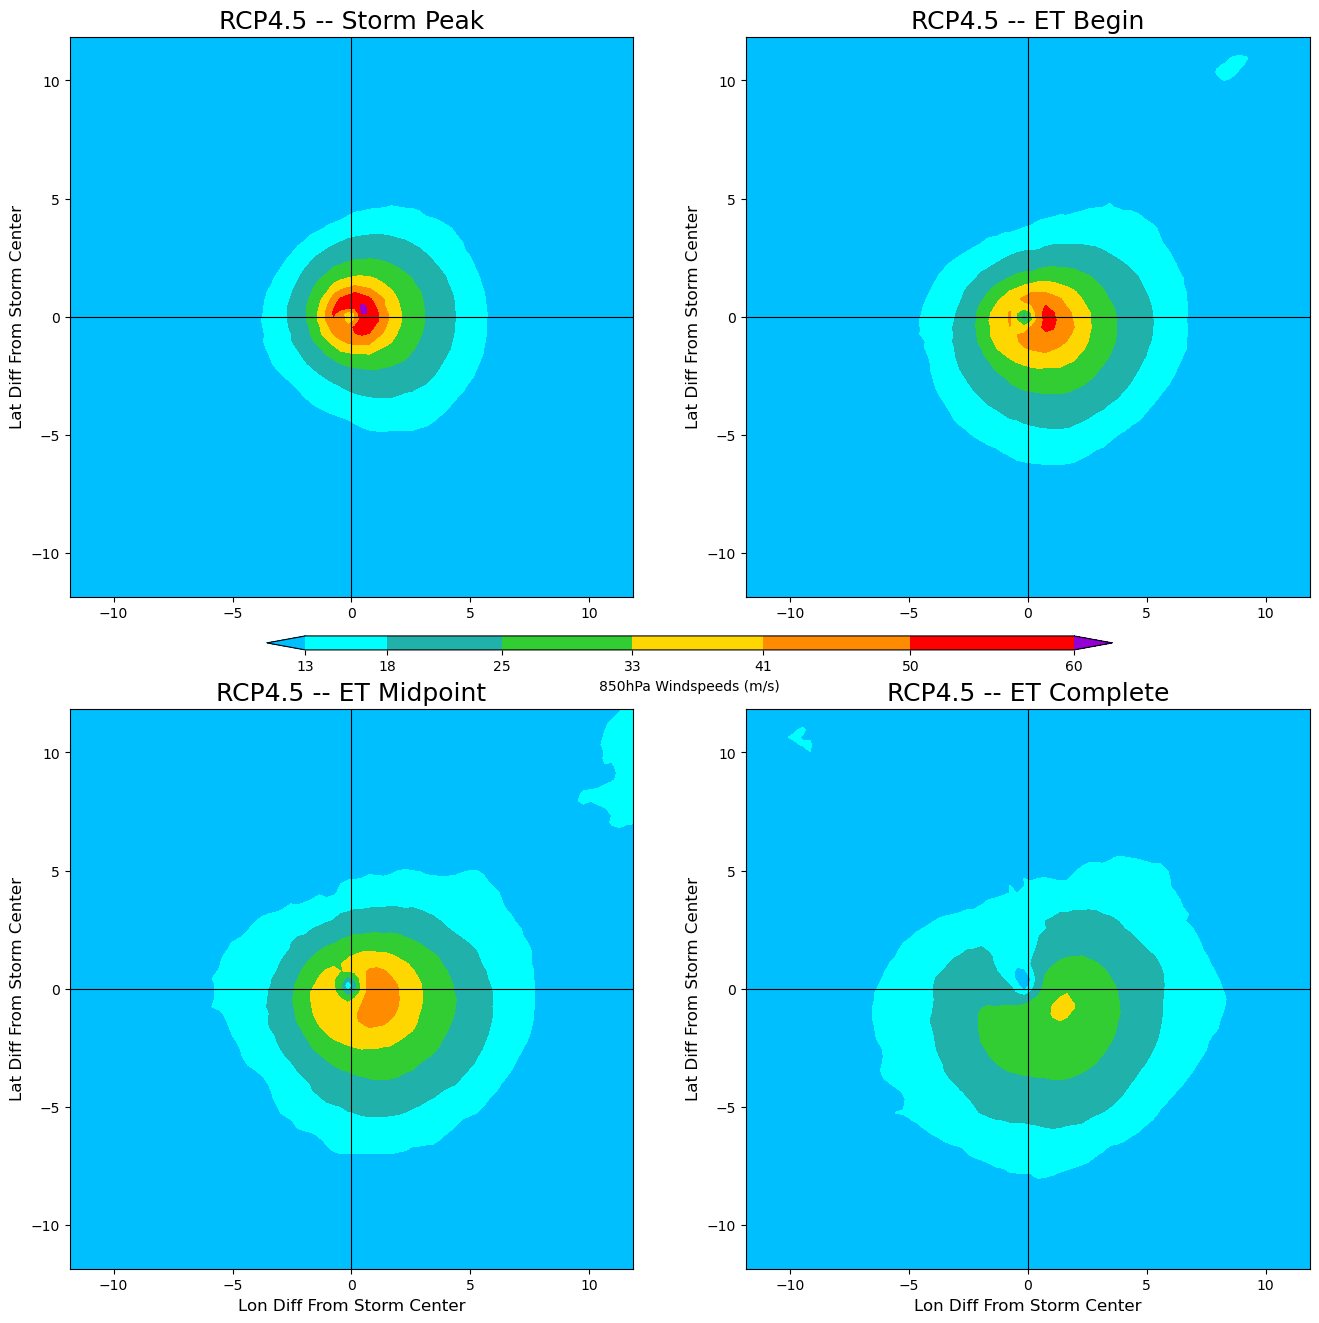 RCP4.5 -- Storm Peak
RCP4.5 -- ET Begin
Lat Diff From Storm Center
10
5
0
−5
−10
−10 −5 0 5 10
Lat Diff From Storm Center
10
5
0
−5
−10
−10 −5 0 5 10
13 18 25 33 41 50 60
850hPa Windspeeds (m/s)
RCP4.5 -- ET Midpoint
RCP4.5 -- ET Complete
Lat Diff From Storm Center
10
5
0
−5
−10
−10 −5 0 5 10
Lon Diff From Storm Center
Lat Diff From Storm Center
10
5
0
−5
−10
−10 −5 0 5 10
Lon Diff From Storm Center